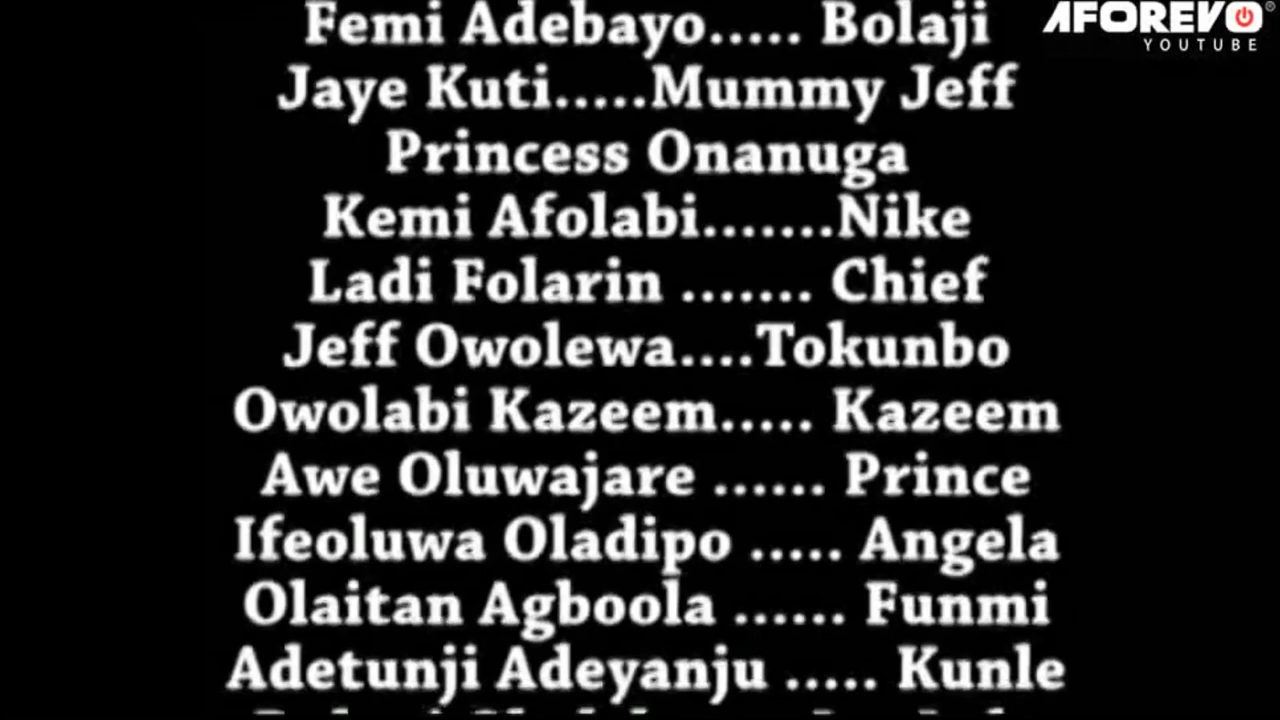 Femi Adebayo..... Bolaji
AFOREVO®
YOUTUBE
Jaye Kuti.....Mummy Jeff
Princess Onanuga
Kemi Afolabi.......Nike
Ladi Folarin ....... Chief
Jeff Owolewa....Tokunbo
Owolabi Kazeem..... Kazeem
Awe Oluwajare ...... Prince
Ifeoluwa Oladipo ..... Angela
Olaitan Agboola ...... Funmi
Adetunji Adeyanju ..... Kunle